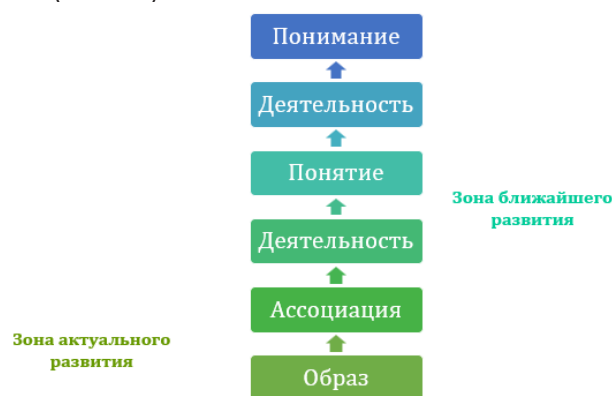 Понимание
Деятельность
Понятие
Зона ближайшего
развития
Деятельность
Ассоциация
Зона актуального
развития
Образ